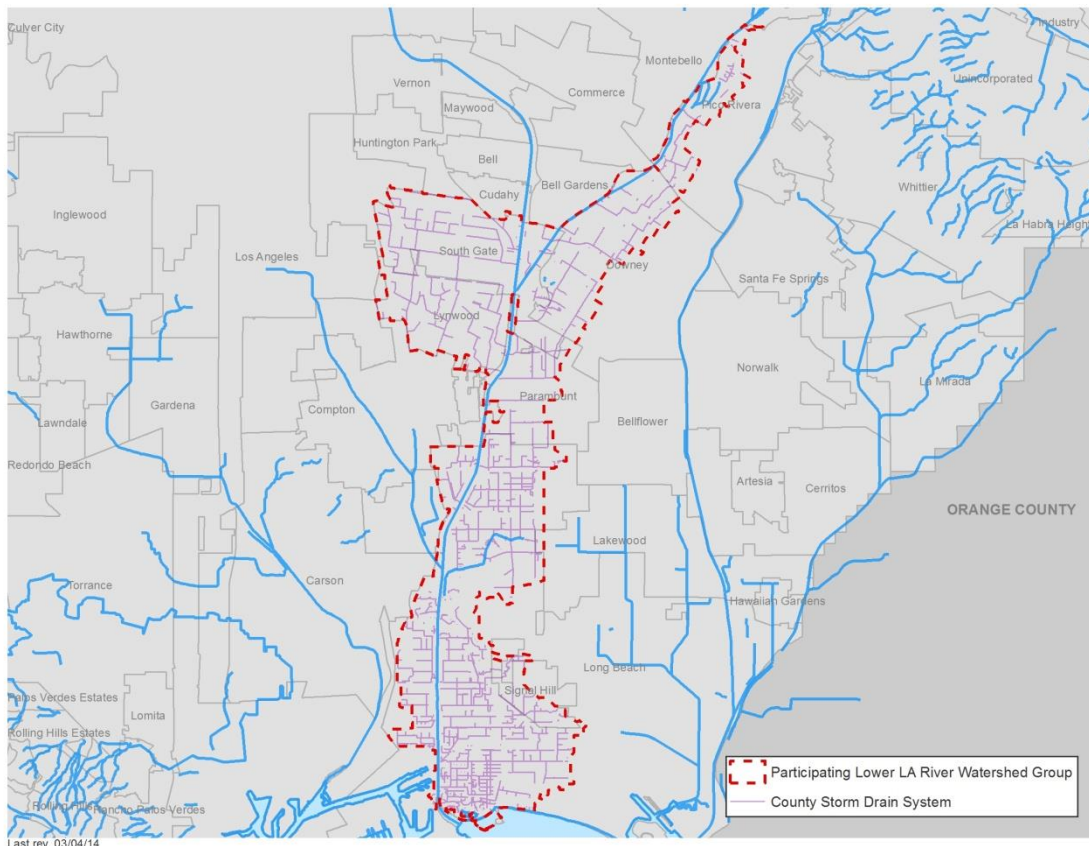 Culver City
Industry
Montebello
Unincorporated
Vernon
Commerce
Maywood
Pico Rivera
Huntington Park
Bell
Whittier
Cudahy
Bell Gardens
Inglewood
La Habra Height
South Gate
Los Angeles
Downey
Santa Fe Springs
Lynwood
Hawthorne
Norwalk
La Mirada
Paramount
Gardena
Compton
Bellflower
Lawndale
Redondo Beach
Artesia
Cerritos
ORANGE COUNTY
Lakewood
Carson
Torrance
Hawaiian Gardens
Long Beach
Signal Hill
Palos Verdes Estates
Lomita
Rolling Hills Estates
Participating Lower LA River Watershed Group
County Storm Drain System
Rolling Hills
Rancho Palos Verdes
Last rev. 03/04/14